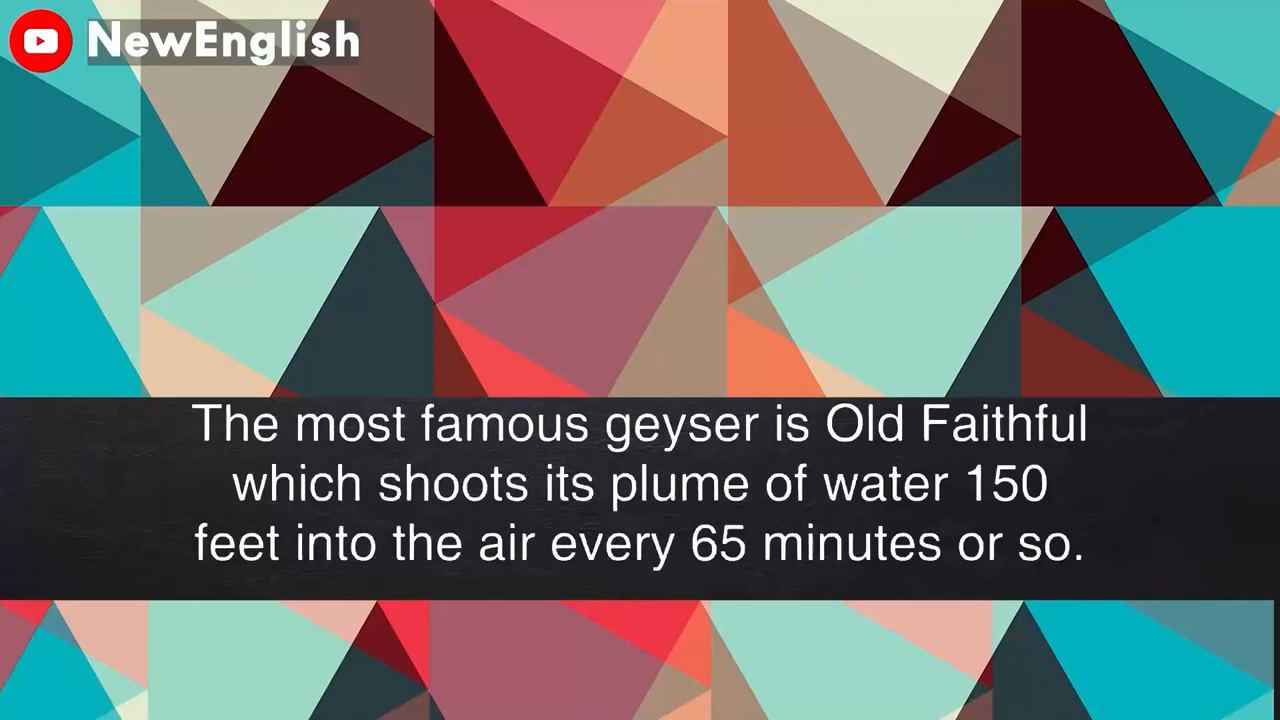 NewEnglish
The most famous geyser is Old Faithful
which shoots its plume of water 150
feet into the air every 65 minutes or so.